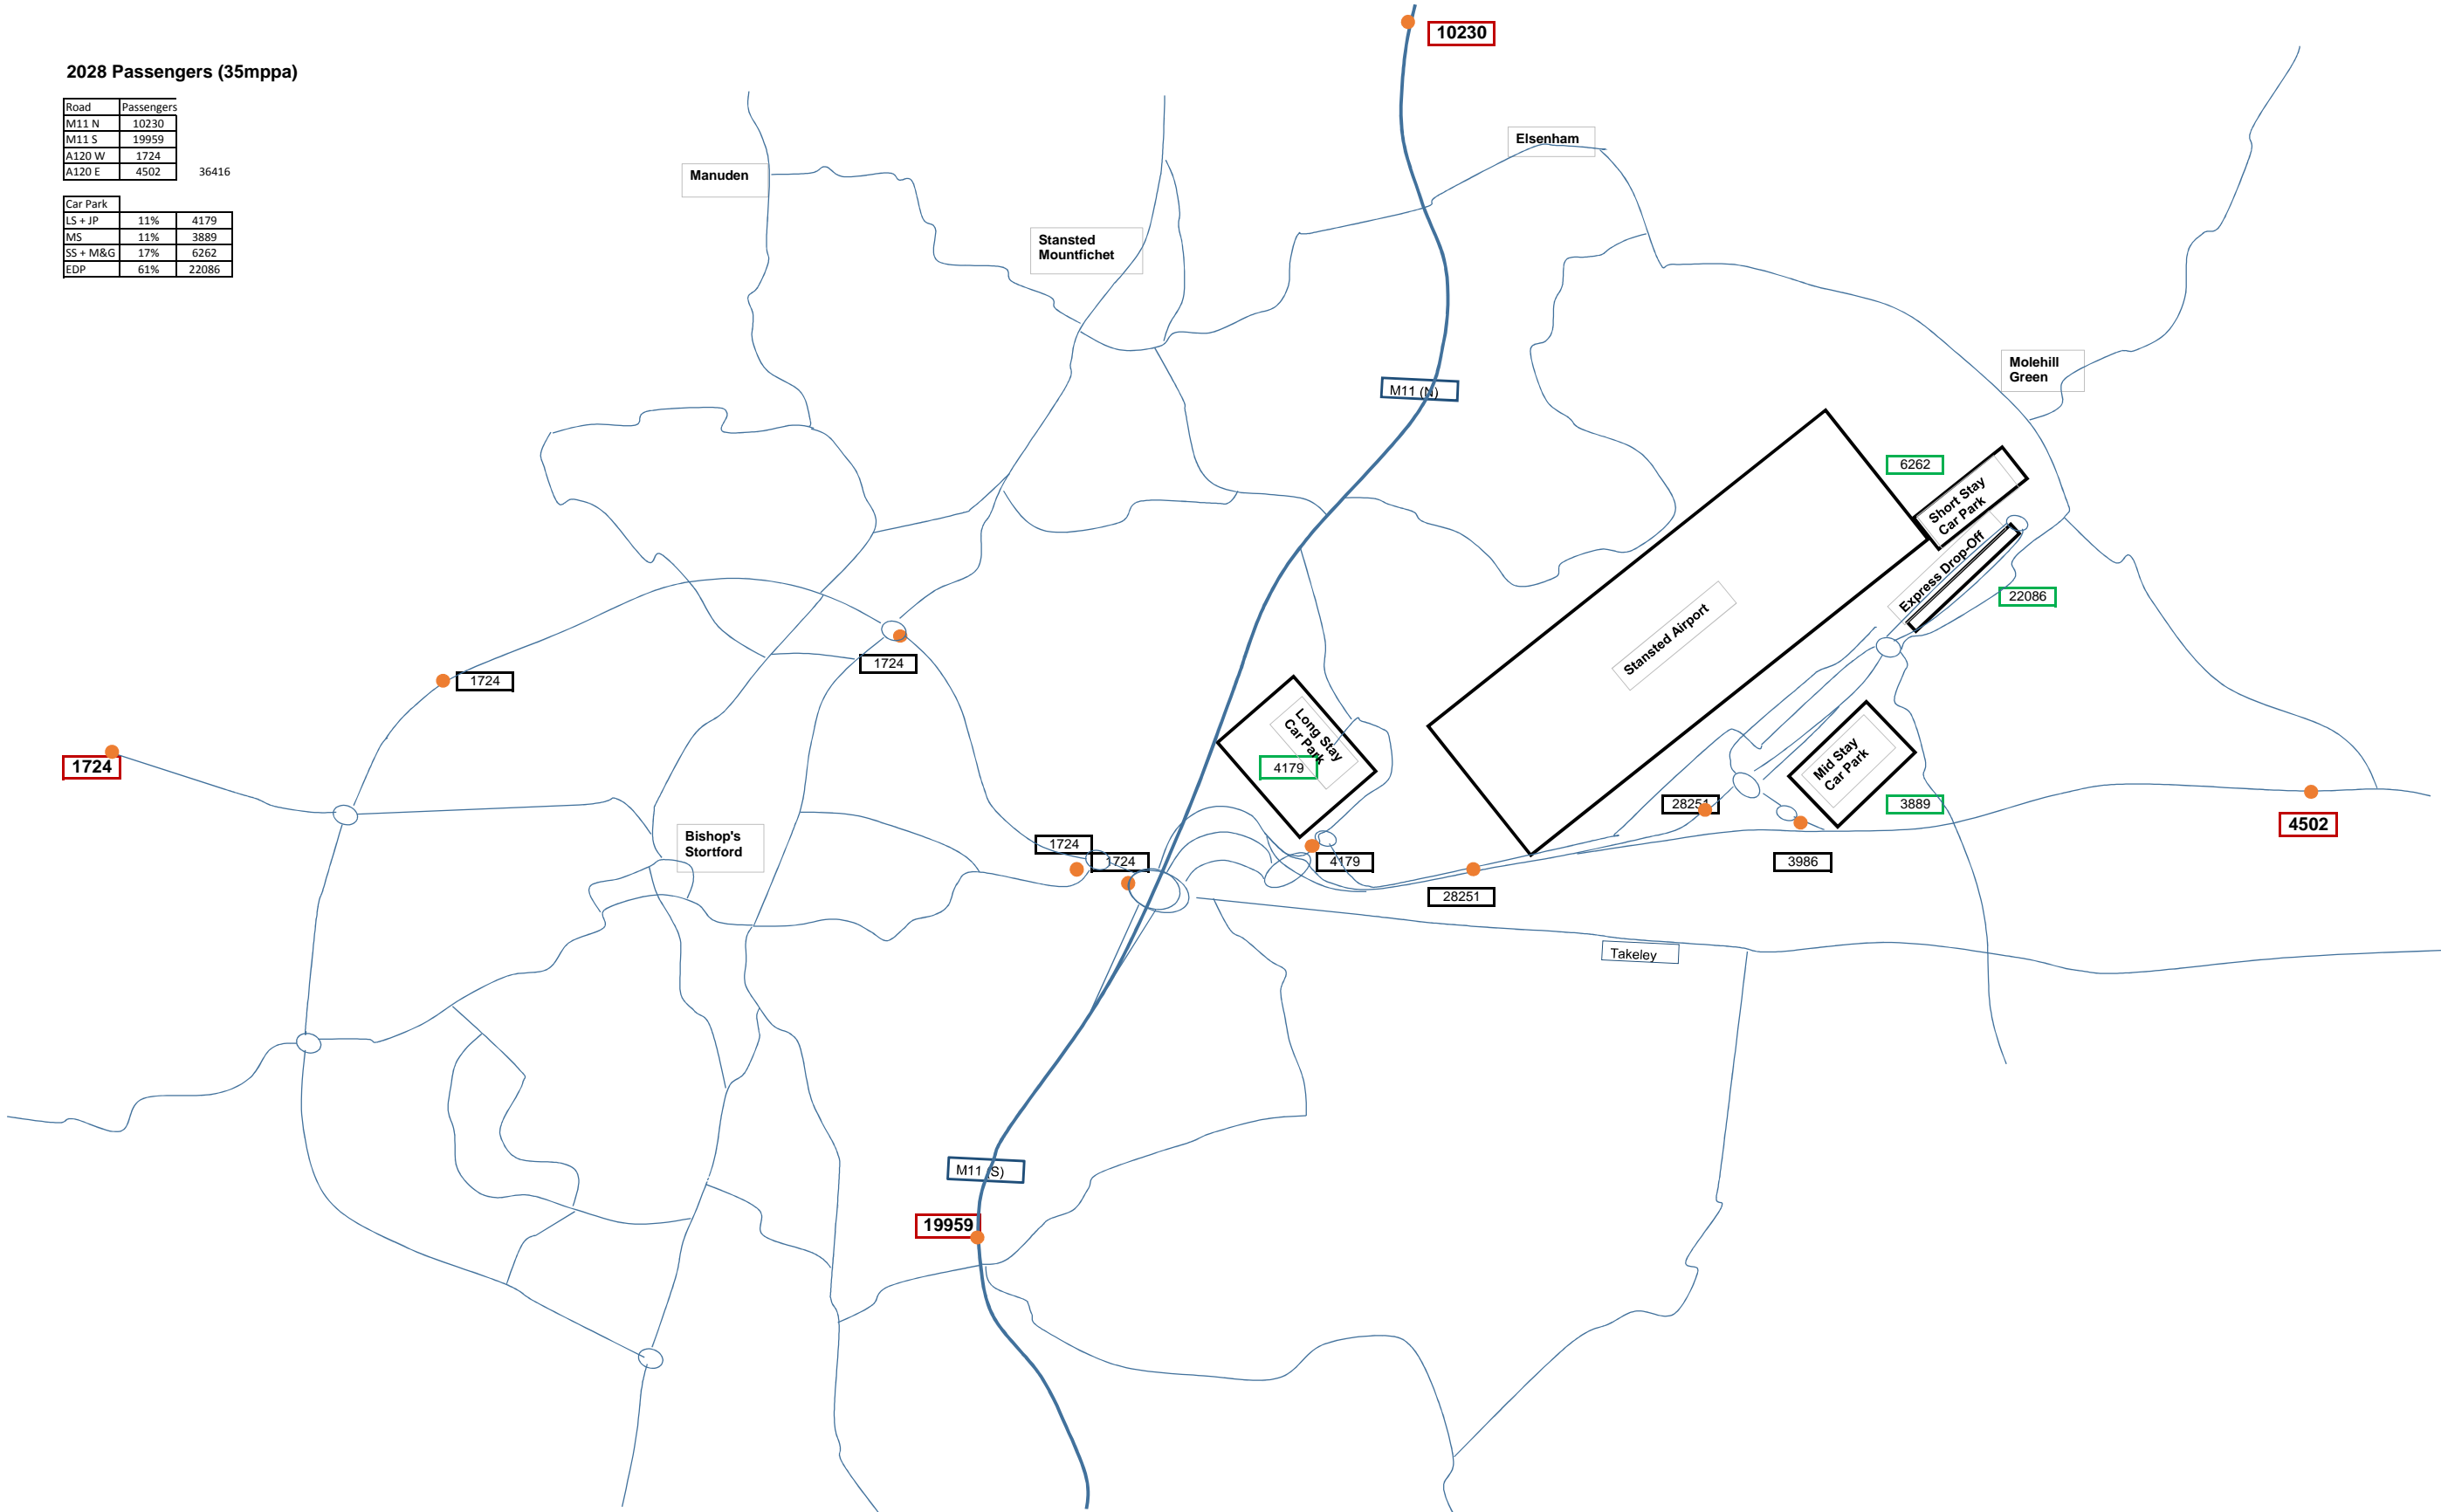 10230
2028 Passengers (35mppa)
Road Passengers
M11 N 10230
M11 S 19959
A120 W 1724
A120 E 4502 36416
Car Park
LS + JP 11% 4179
MS 11% 3889
SS + M&G 17% 6262
EDP 61% 22086
Elsenham
Manuden
Stansted
Mountfichet
Molehill
Green
M11 (N)
6262
Short Stay
Car Park
Express Drop-Off
22086
Stansted Airport
1724
1724
1724
Long Stay
Car Park
4179
Mid Stay
Car Park
28251
3889
4502
Bishop's
Stortford
1724
1724
4179
3986
28251
Takeley
M11 (S)
19959